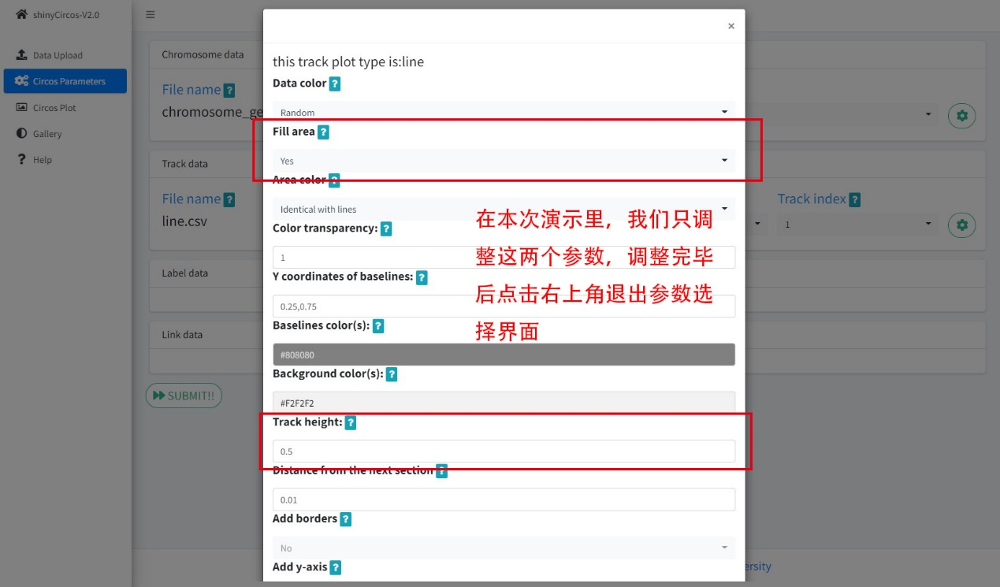 shinyCircos-V2.0
Data Upload
Circos Parameters
Circos Plot
Gallery
Help
Chromosome data
File name ?
chromosome_ge
Track data
File name ?
line.csv
Track index ?
1
Label data
Link data
SUBMIT!!
×
this track plot type is:line
Data color ?
Random
Fill area ?
Yes
Area color ?
Identical with lines
Color transparency: ?
1
Y coordinates of baselines: ?
0.25,0.75
Baselines color(s): ?
#808080
Background color(s): ?
#F2F2F2
Track height: ?
0.5
Distance from the next section ?
0.01
Add borders ?
No
Add y-axis ?
在本次演示里，我们只调
整这两个参数，调整完毕
后点击右上角退出参数选
择界面
ersity